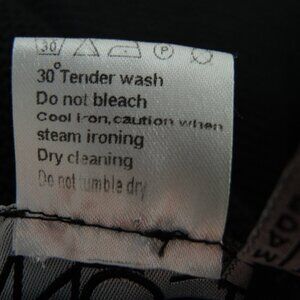 30
P
30° Tender wash
Do not bleach
Cool iron,caution when
steam ironing
Dry cleaning
Do not tumble dry